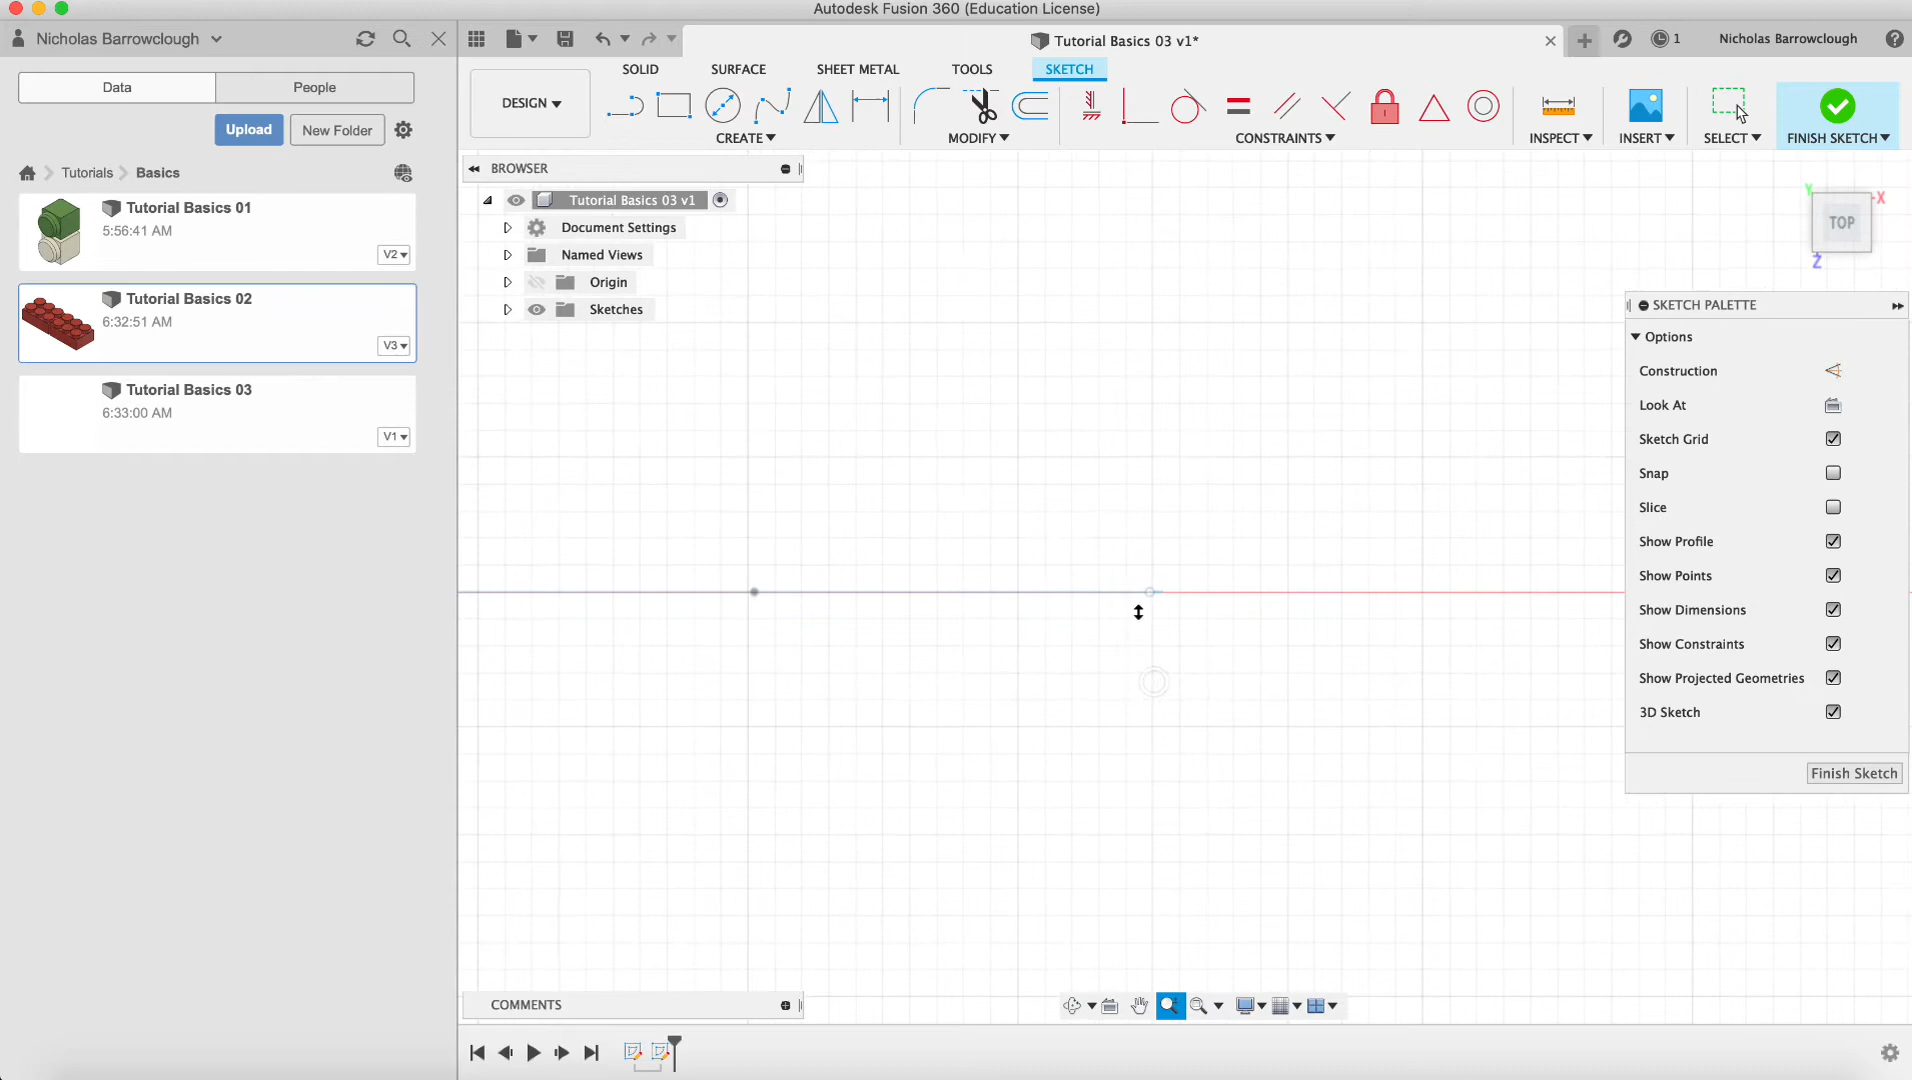 Autodesk Fusion 360 (Education License)
Nicholas Barrowclough
Tutorial Basics 03 v1*
1
Nicholas Barrowclough
Data
People
Upload
New Folder
Tutorials
Basics
Tutorial Basics 01
5:56:41 AM
V2
Tutorial Basics 02
6:32:51 AM
V3
Tutorial Basics 03
6:33:00 AM
V1
DESIGN
SOLID
SURFACE
SHEET METAL
TOOLS
SKETCH
CREATE
MODIFY
CONSTRAINTS
INSPECT
INSERT
SELECT
FINISH SKETCH
BROWSER
Tutorial Basics 03 v1
Document Settings
Named Views
Origin
Sketches
Y
X
TOP
Z
SKETCH PALETTE
Options
Construction
Look At
Sketch Grid
Snap
Slice
Show Profile
Show Points
Show Dimensions
Show Constraints
Show Projected Geometries
3D Sketch
Finish Sketch
COMMENTS